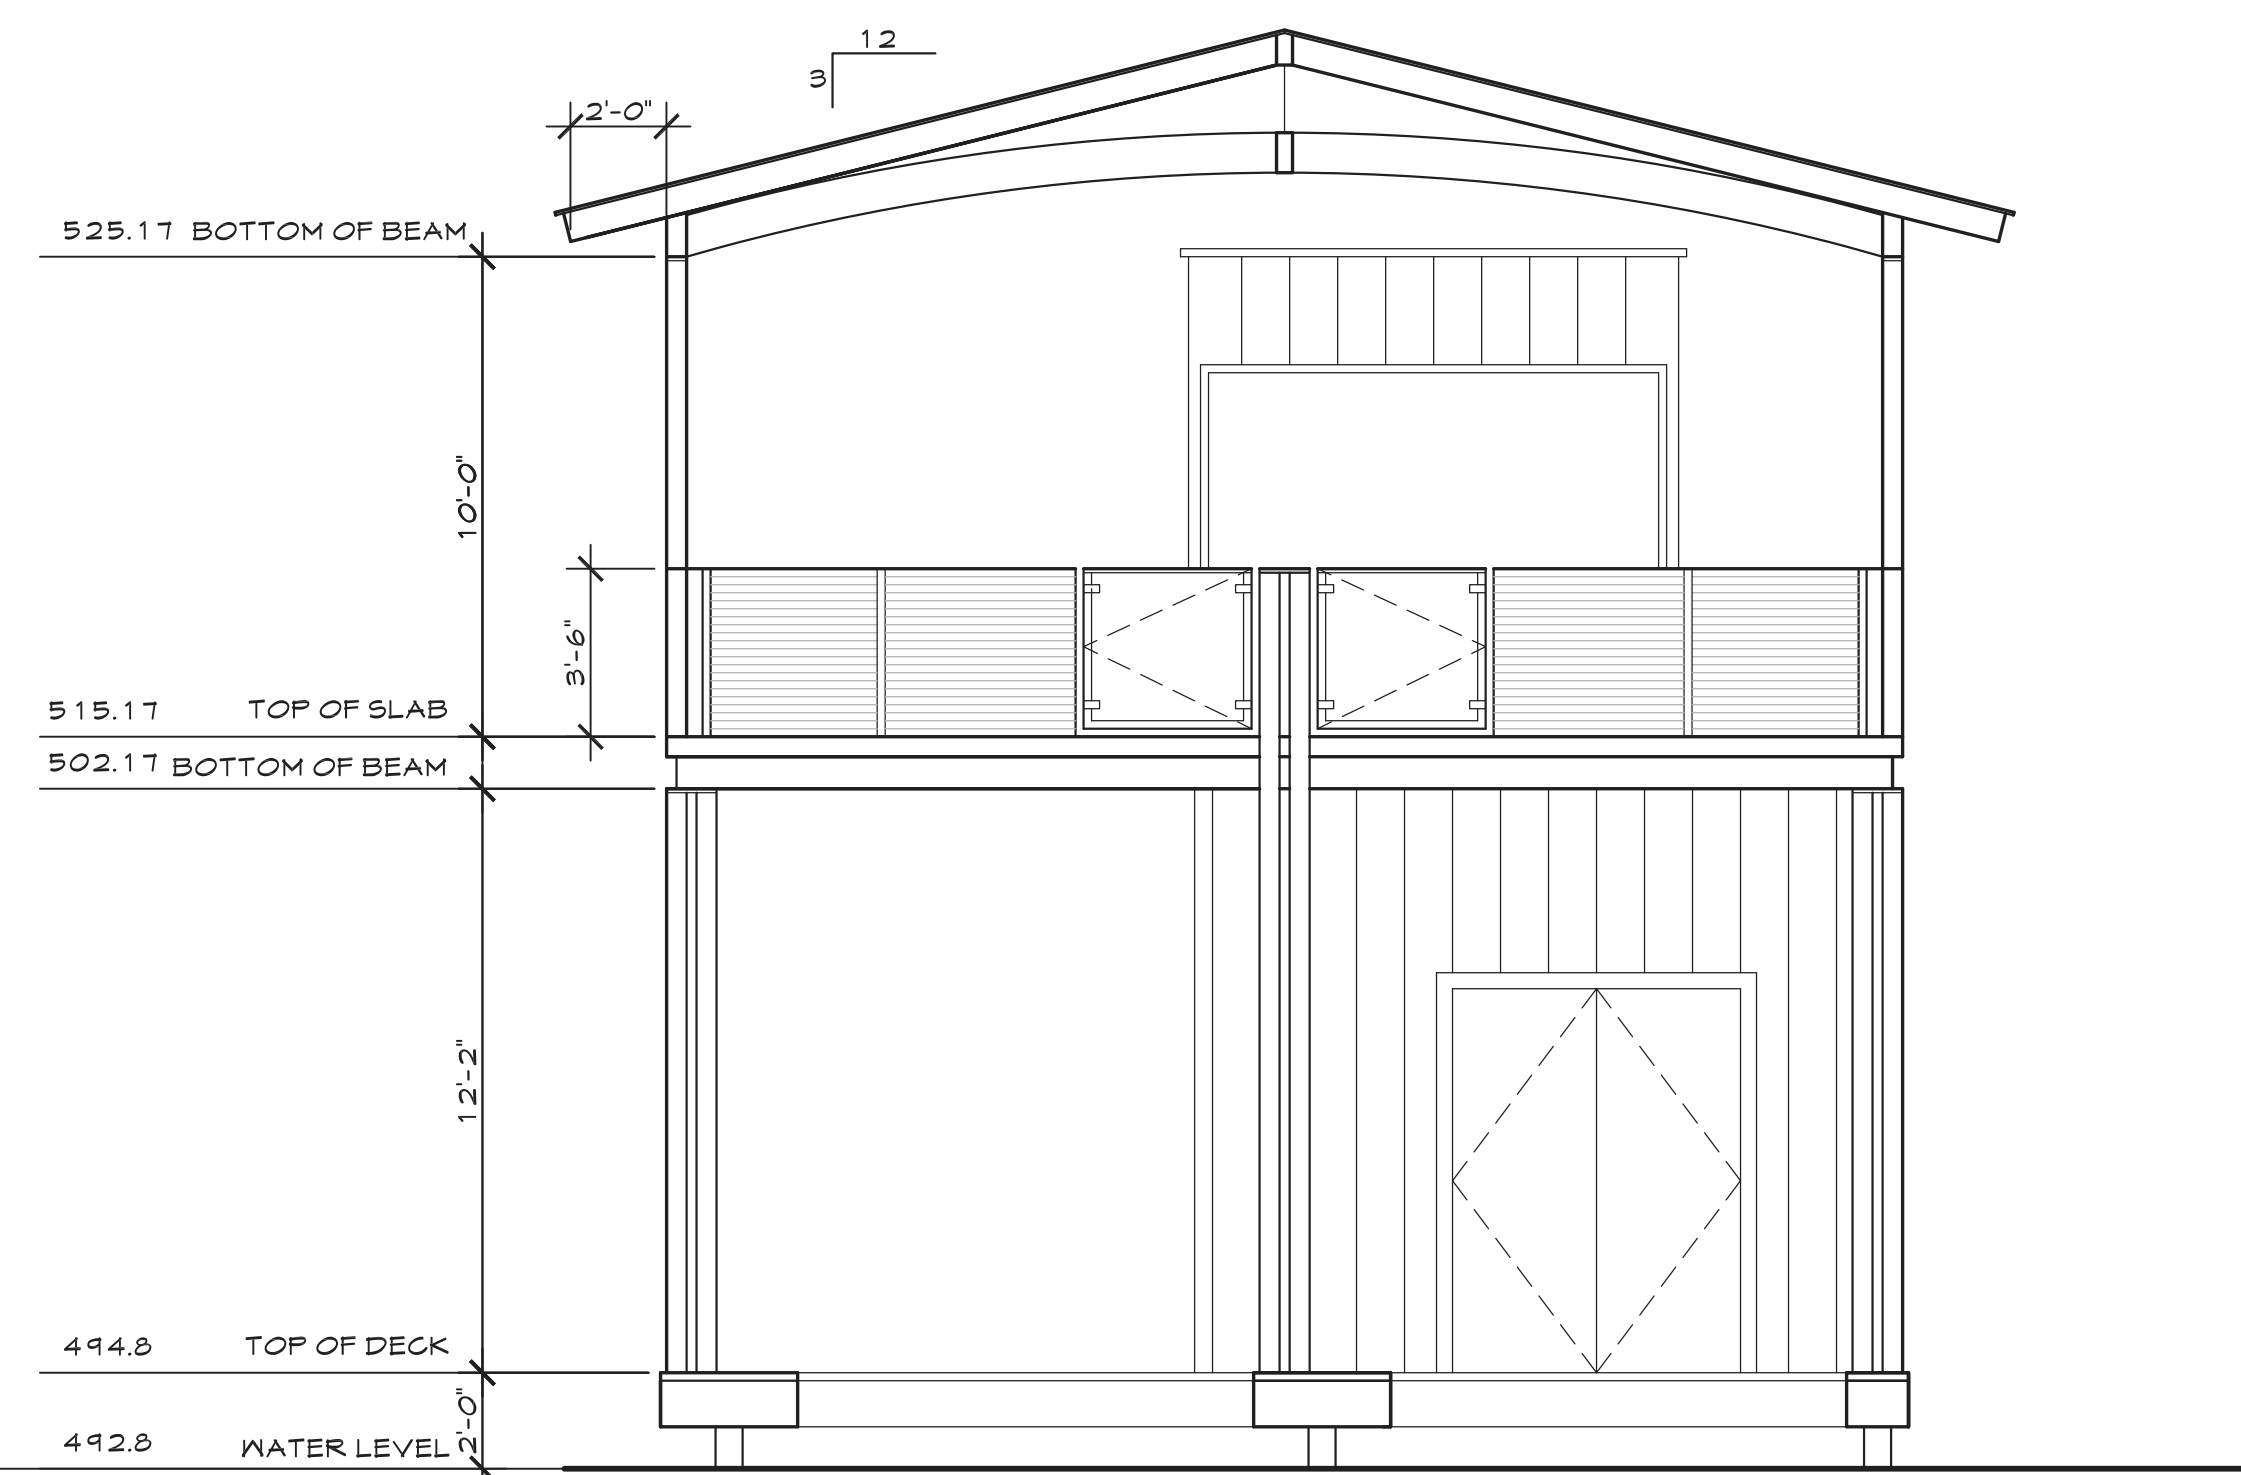 12
3
2'-0"
525.17 BOTTOM OF BEAM
10'-0"
3'-6"
515.17 TOP OF SLAB
502.17 BOTTOM OF BEAM
12'-2"
494.8 TOP OF DECK
2'-0"
492.8 WATER LEVEL